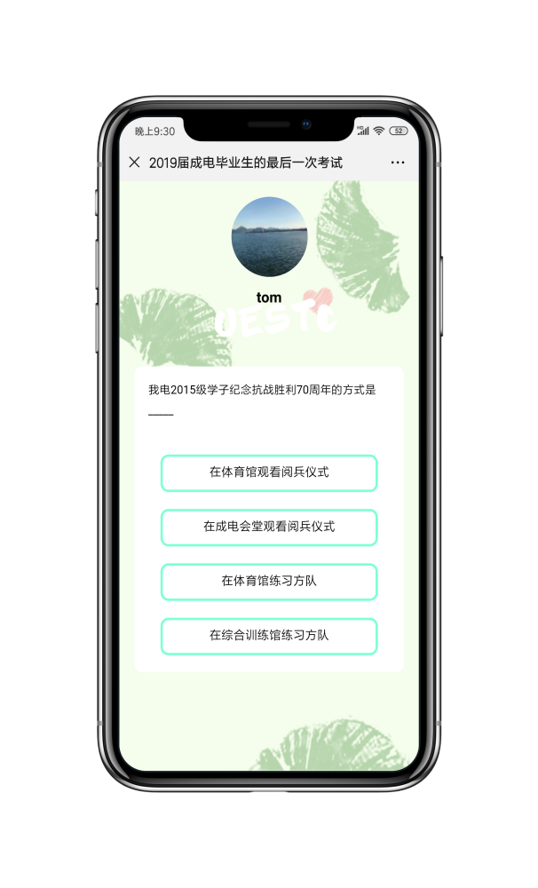 晚上9:30
HD
52
2019届成电毕业生的最后一次考试
tom
UESTC
我电2015级学子纪念抗战胜利70周年的方式是
____
在体育馆观看阅兵仪式
在成电会堂观看阅兵仪式
在体育馆练习方队
在综合训练馆练习方队